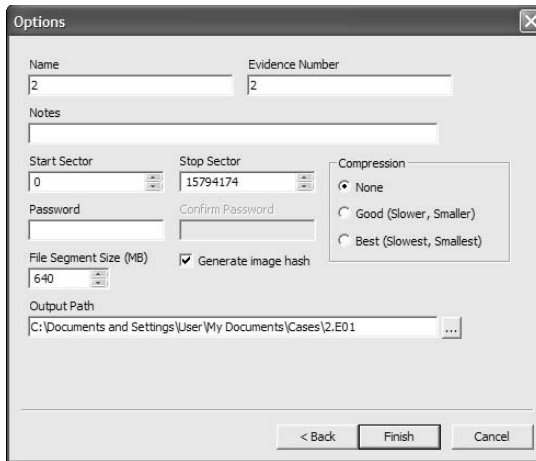 Options
Name Evidence Number
2 2
Notes
Start Sector Stop Sector Compression
0 15794174 None
Password Confirm Password Good (Slower, Smaller)
Best (Slowest, Smallest)
File Segment Size (MB) Generate image hash
640
Output Path
C:\Documents and Settings\User\My Documents\Cases\2.E01 ...
< Back Finish Cancel